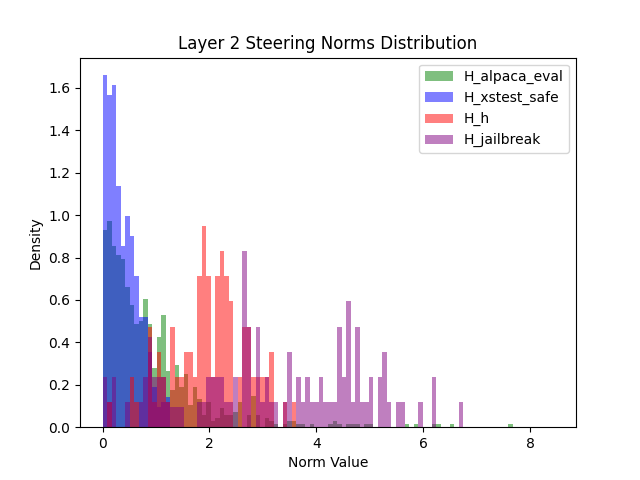 Layer 2 Steering Norms Distribution
H_alpaca_eval
H_xstest_safe
H_h
H_jailbreak
Density
1.6
1.4
1.2
1.0
0.8
0.6
0.4
0.2
0.0
0 2 4 6 8
Norm Value